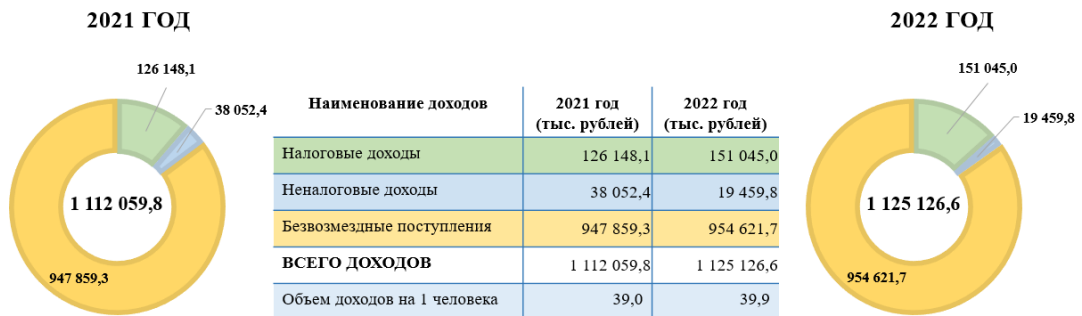 2021 ГОД
126 148,1
38 052,4
1 112 059,8
947 859,3
Наименование доходов 2021 год 2022 год
(тыс. рублей) (тыс. рублей)
Налоговые доходы 126 148,1 151 045,0
Неналоговые доходы 38 052,4 19 459,8
Безвозмездные поступления 947 859,3 954 621,7
ВСЕГО ДОХОДОВ 1 112 059,8 1 125 126,6
Объем доходов на 1 человека 39,0 39,9
2022 ГОД
151 045,0
19 459,8
1 125 126,6
954 621,7